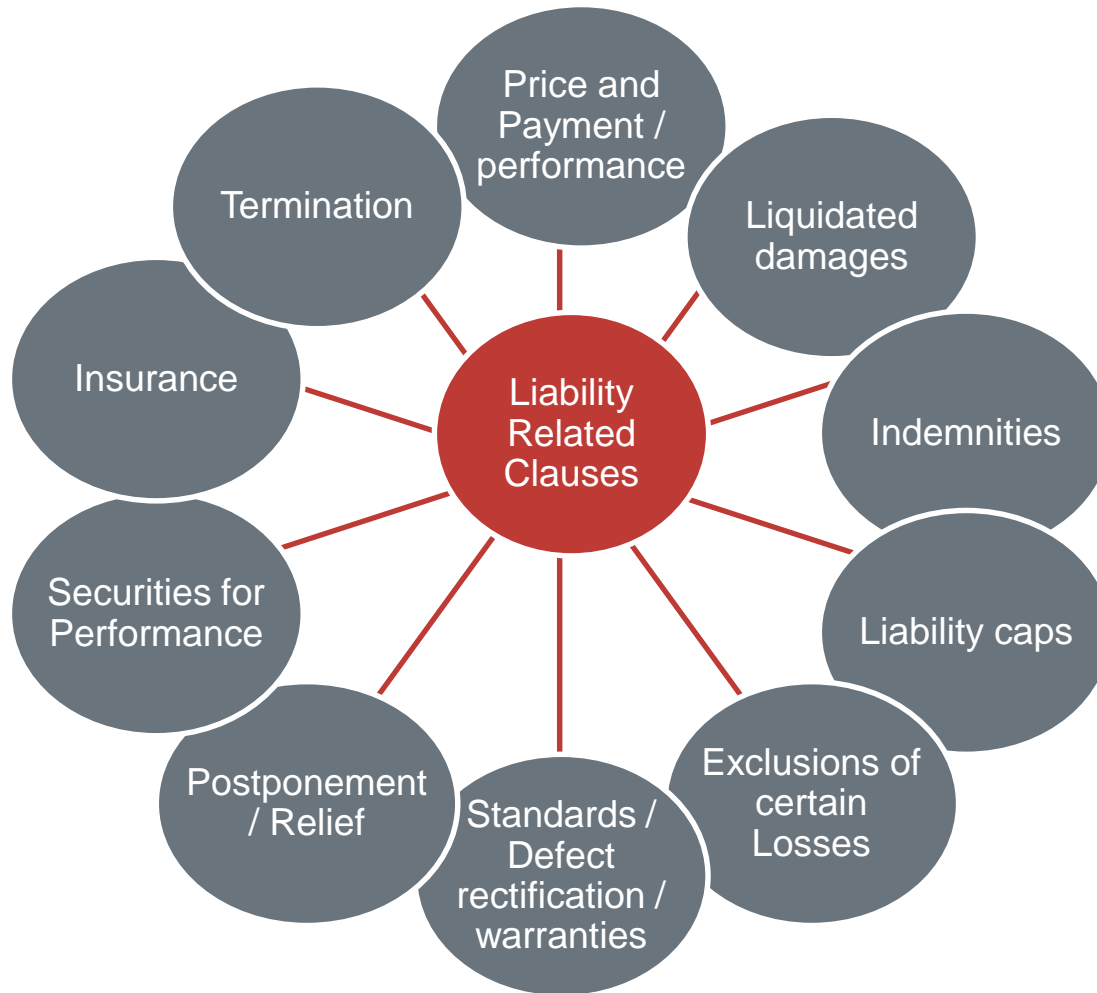 Price and
Payment /
performance
Liquidated
damages
Indemnities
Liability caps
Exclusions of
certain
Losses
Standards /
Defect
rectification /
warranties
Postponement
/ Relief
Securities for
Performance
Insurance
Termination
Liability
Related
Clauses